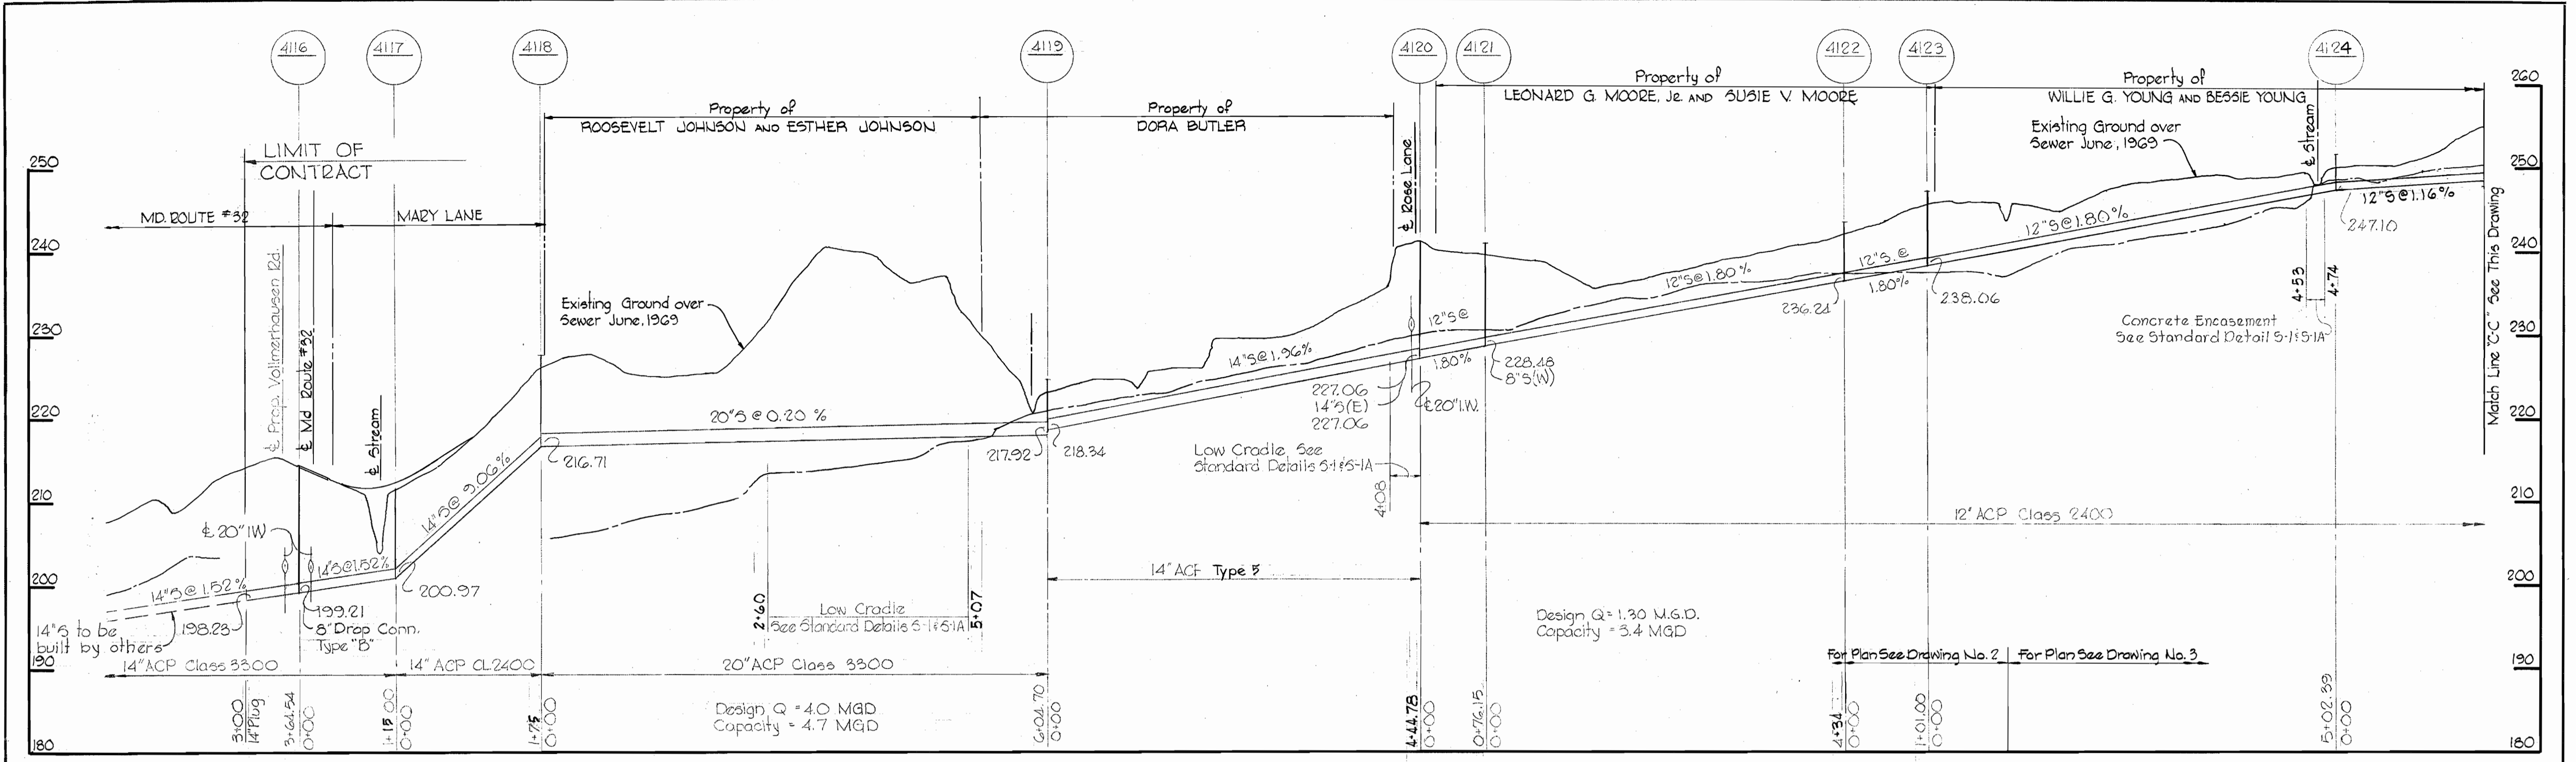 4116
4117
4118
4119
4120
4121
4122
4123
4124
260
250
240
230
220
210
200
190
180
250
240
230
220
210
200
190
180
LIMIT OF
CONTRACT
MD. ROUTE #32
MARY LANE
Property of
ROOSEVELT JOHNSON AND ESTHER JOHNSON
Property of
DORA BUTLER
Property of
LEONARD G. MOORE, Jr. AND SUSIE V. MOORE
Property of
WILLIE G. YOUNG AND BESSIE YOUNG
℄ Prop. Vollmerhausen Rd.
℄ Md Route #32
℄ Stream
℄ Rose Lane
℄ Stream
Existing Ground over
Sewer June, 1969
Existing Ground over
Sewer June, 1969
℄ 20" I.W
14"S @ 1.52%
14"S @ 1.52%
14"S @ 9.06%
20"S @ 0.20 %
14"S @ 1.96%
12"S @
1.80%
12"S @ 1.80%
12"S. @
1.80%
12"S @ 1.80%
12"S @ 1.16%
198.23
199.21
8" Drop Conn.
Type "B"
200.97
216.71
217.92
218.34
227.06
14"S (E)
227.06
℄ 20" I.W.
228.48
8"S (W)
236.24
238.06
247.10
14"S to be
built by others
14" ACP Class 3300
14" ACP CL.2400
20" ACP Class 3300
14" ACP Type 5
12" ACP Class 2400
2+60
Low Cradle
See Standard Details S-1 & S-1A
5+07
Low Cradle See
Standard Details S-1 & S-1A
4+08
Concrete Encasement
See Standard Detail S-1 & S-1A
4+53
4+74
Match Line "C-C" See This Drawing
Design Q = 4.0 MGD
Capacity = 4.7 MGD
Design Q = 1.30 M.G.D.
Capacity = 3.4 MGD
For Plan See Drawing No. 2
For Plan See Drawing No. 3
3+00
14" Plug
3+64.54
0+00
1+15.00
0+00
1+75
0+00
6+04.70
0+00
4+44.78
0+00
0+76.15
0+00
4+34
0+00
1+01.00
0+00
5+02.39
0+00